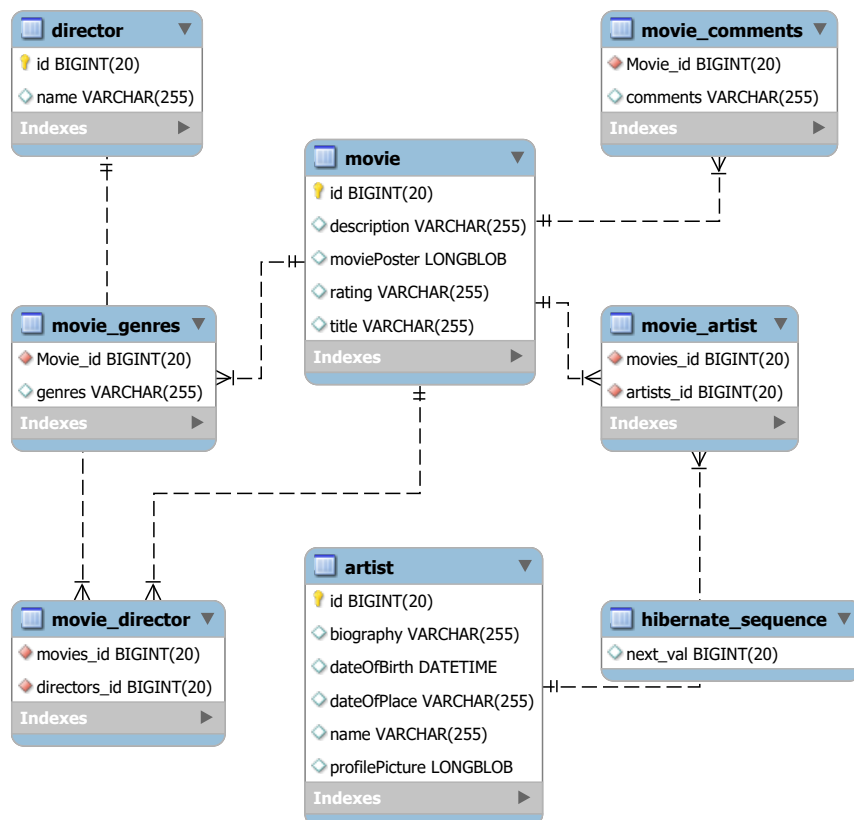 director
id BIGINT(20)
name VARCHAR(255)
Indexes
movie_comments
Movie_id BIGINT(20)
comments VARCHAR(255)
Indexes
movie
id BIGINT(20)
description VARCHAR(255)
moviePoster LONGBLOB
rating VARCHAR(255)
title VARCHAR(255)
Indexes
movie_genres
Movie_id BIGINT(20)
genres VARCHAR(255)
Indexes
movie_artist
movies_id BIGINT(20)
artists_id BIGINT(20)
Indexes
movie_director
movies_id BIGINT(20)
directors_id BIGINT(20)
Indexes
artist
id BIGINT(20)
biography VARCHAR(255)
dateOfBirth DATETIME
dateOfPlace VARCHAR(255)
name VARCHAR(255)
profilePicture LONGBLOB
Indexes
hibernate_sequence
next_val BIGINT(20)